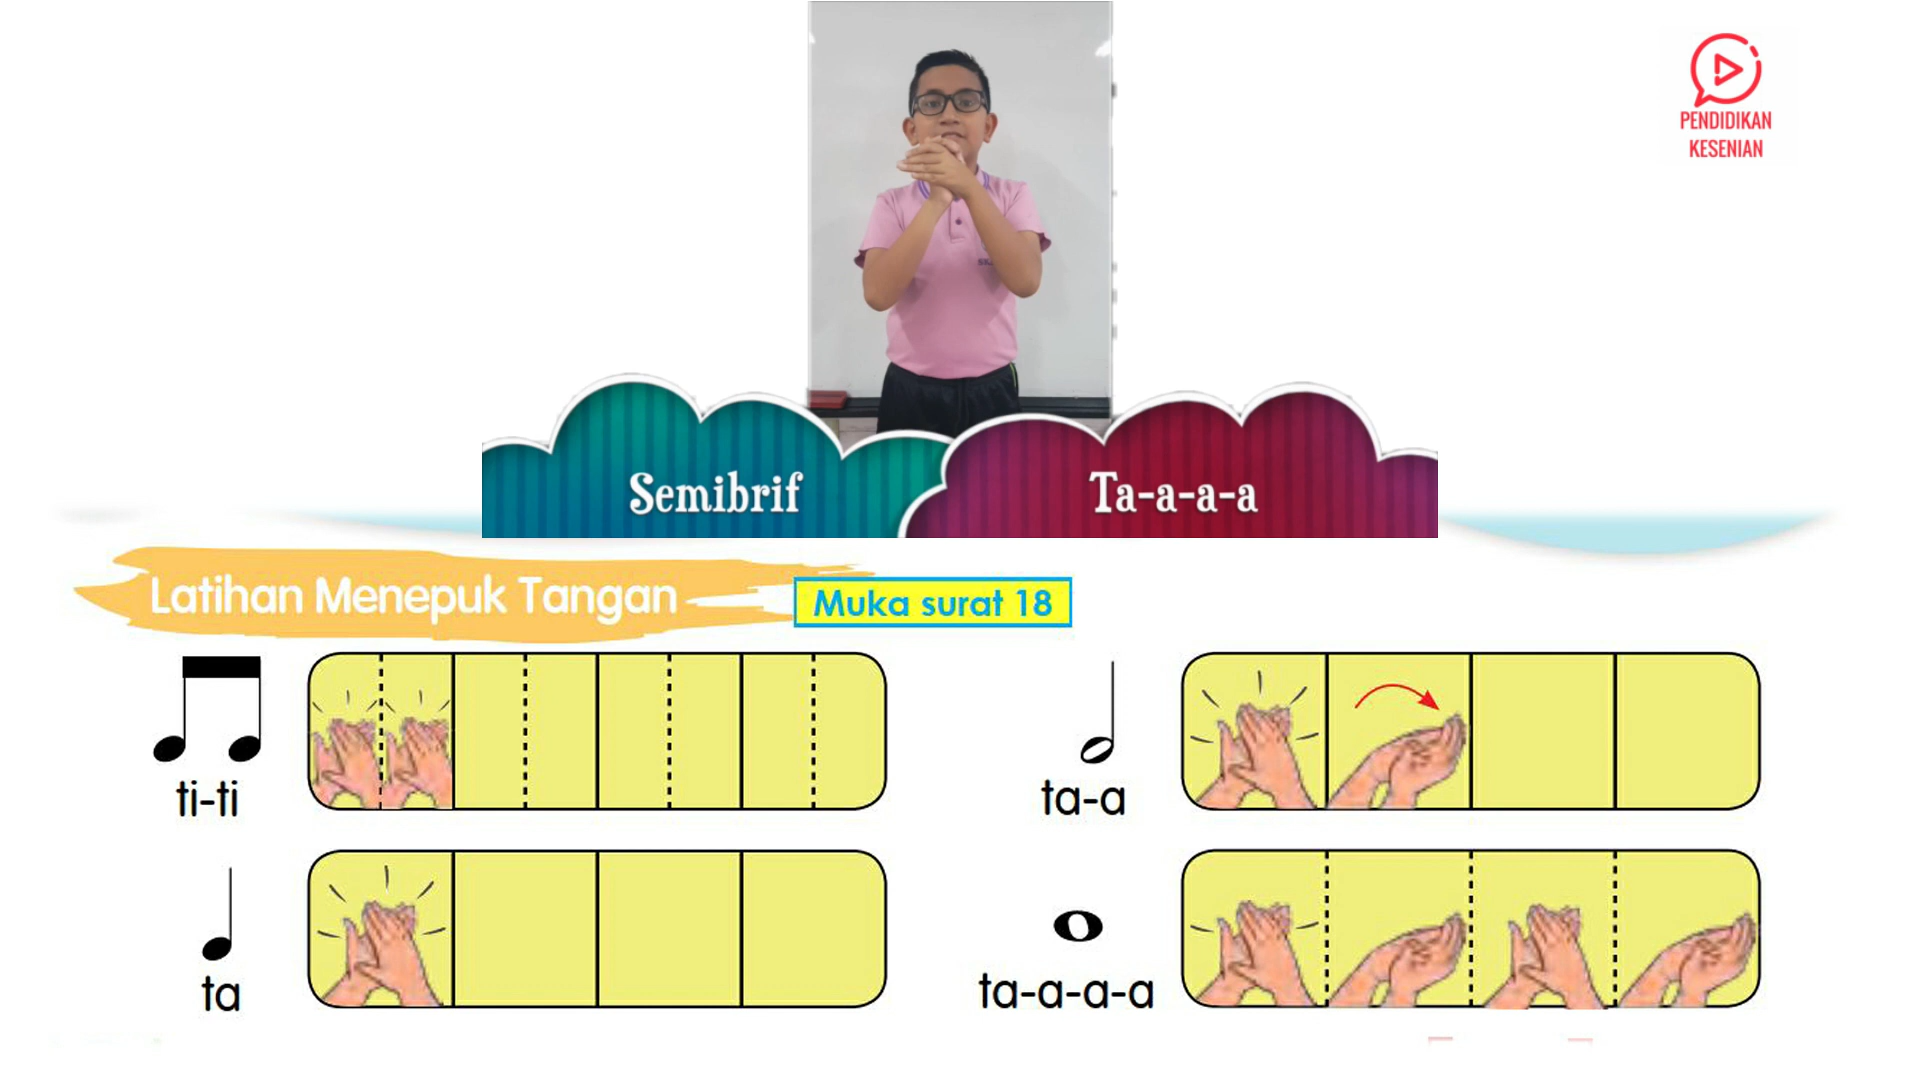 PENDIDIKAN
KESENIAN
Semibrif
Ta-a-a-a
Latihan Menepuk Tangan
Muka surat 18
ti-ti
ta-a
ta
ta-a-a-a